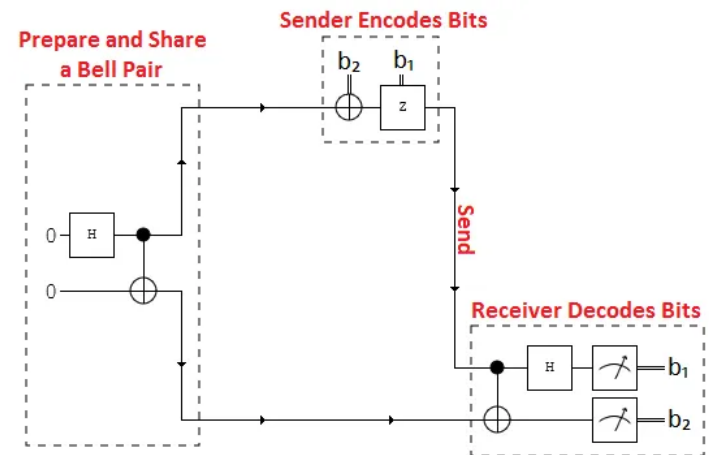 Sender Encodes Bits
Prepare and Share
a Bell Pair
b₂ b₁
Z
0 H
0
Send
Receiver Decodes Bits
H b₁
b₂